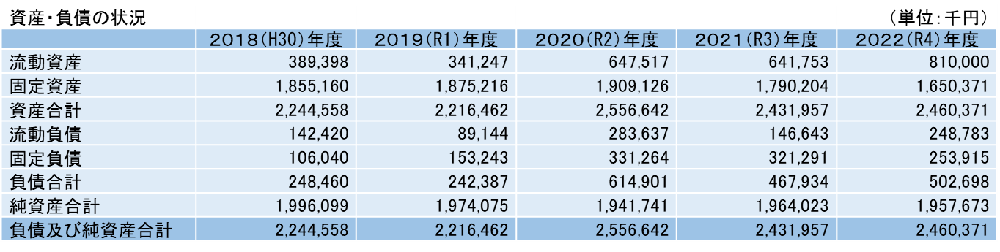 資産・負債の状況 （単位：千円）
２０１８（H30）年度 ２０１９（R1）年度 ２０２０（R2）年度 ２０２１（R3）年度 ２０２２（R4）年度
流動資産 389,398 341,247 647,517 641,753 810,000
固定資産 1,855,160 1,875,216 1,909,126 1,790,204 1,650,371
資産合計 2,244,558 2,216,462 2,556,642 2,431,957 2,460,371
流動負債 142,420 89,144 283,637 146,643 248,783
固定負債 106,040 153,243 331,264 321,291 253,915
負債合計 248,460 242,387 614,901 467,934 502,698
純資産合計 1,996,099 1,974,075 1,941,741 1,964,023 1,957,673
負債及び純資産合計 2,244,558 2,216,462 2,556,642 2,431,957 2,460,371